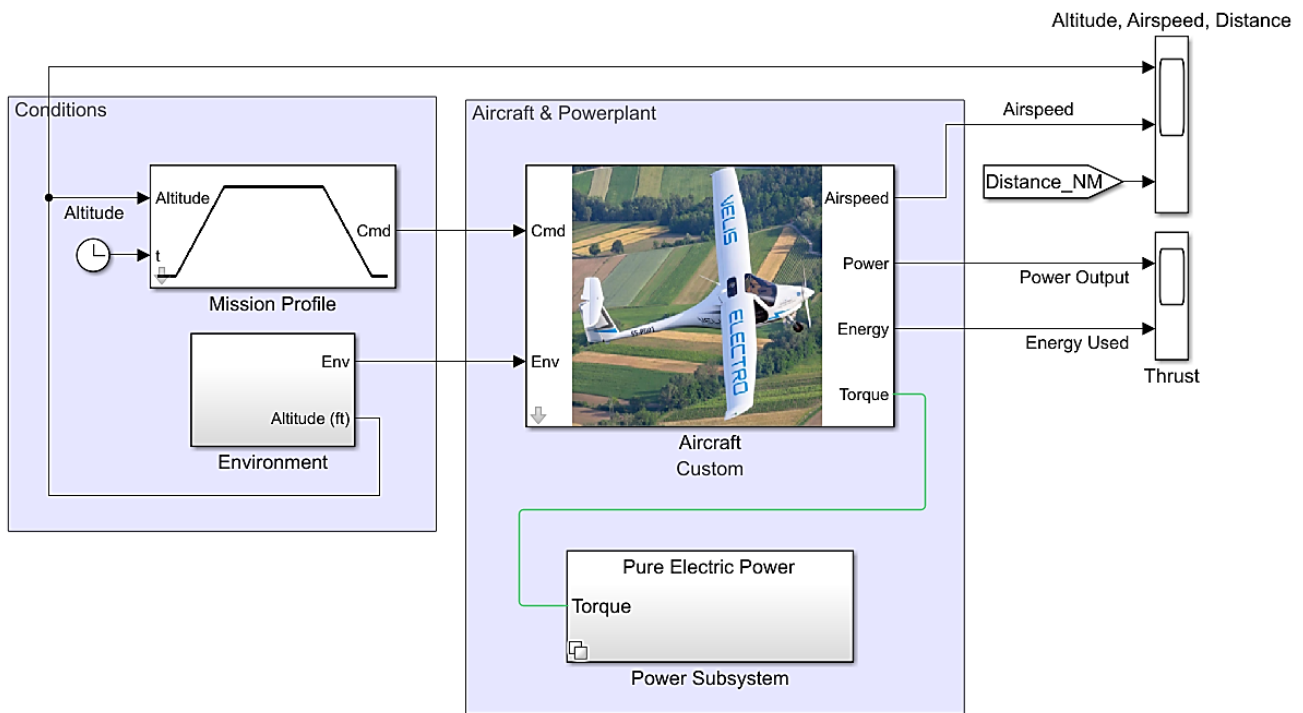 Altitude, Airspeed, Distance
Conditions
Altitude
t
Cmd
Altitude
Mission Profile
Env
Altitude (ft)
Environment
Aircraft & Powerplant
Cmd
Env
VELIS
ELECTRO
Airspeed
Power
Energy
Torque
Aircraft
Custom
Pure Electric Power
Torque
Power Subsystem
Airspeed
Distance_NM
Power Output
Energy Used
Thrust